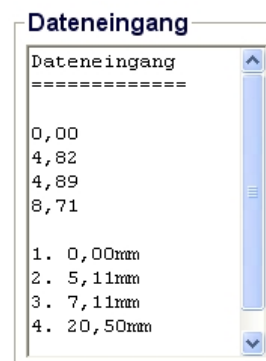 Dateneingang
Dateneingang
=============
0,00
4,82
4,89
8,71
1. 0,00mm
2. 5,11mm
3. 7,11mm
4. 20,50mm